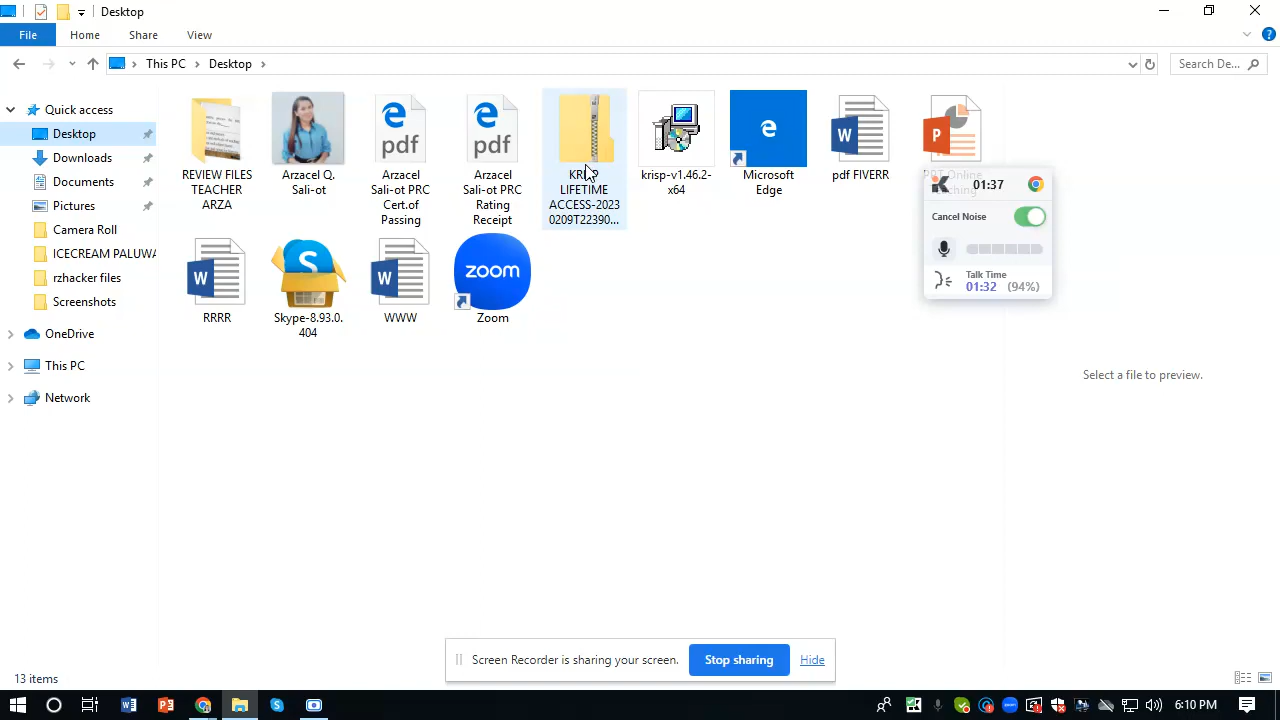 Desktop
File Home Share View
This PC Desktop
Search De...
Quick access
Desktop
Downloads
Documents
Pictures
Camera Roll
ICECREAM PALUWA
rzhacker files
Screenshots
OneDrive
This PC
Network
REVIEW FILES
TEACHER
ARZA
Arzacel Q.
Sali-ot
pdf
Arzacel
Sali-ot PRC
Cert.of
Passing
pdf
Arzacel
Sali-ot PRC
Rating
Receipt
LIFETIME
ACCESS-2023
0209T22390...
krisp-v1.46.2-
x64
Microsoft
Edge
W
pdf FIVERR
P
W
RRRR
S
Skype-8.93.0.
404
W
WWW
zoom
Zoom
01:37
Cancel Noise
Talk Time
01:32 (94%)
Select a file to preview.
Screen Recorder is sharing your screen. Stop sharing Hide
13 items
6:10 PM